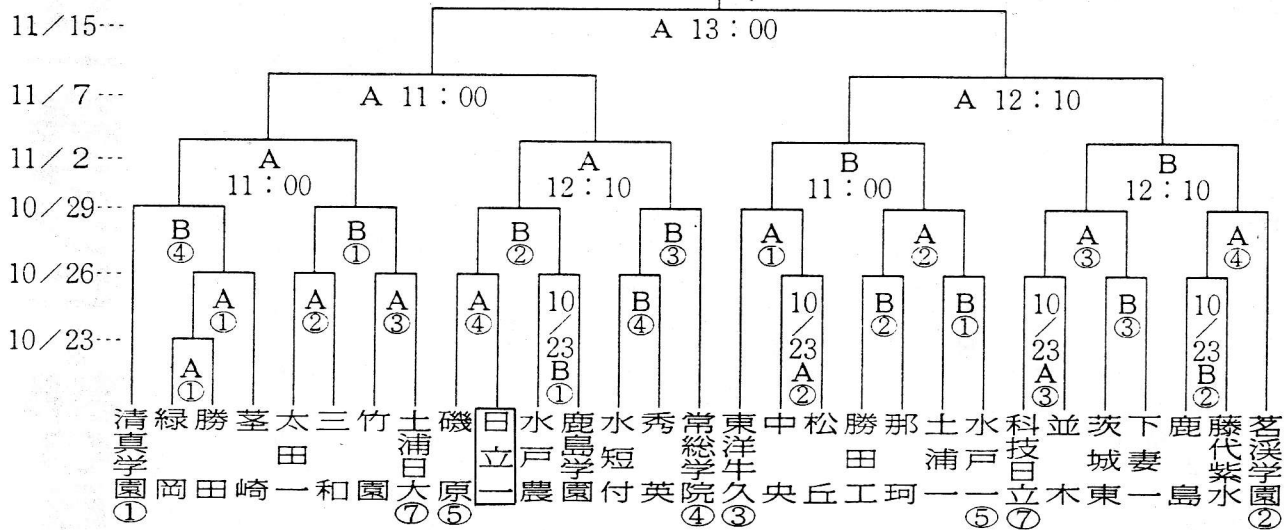 11/15---
A 13:00
11/7---
A 11:00
A 12:10
11/2---
A
11:00
A
12:10
B
11:00
B
12:10
10/29---
B
④
B
①
B
②
B
③
A
①
A
②
A
③
A
④
10/26---
A
①
A
②
A
③
A
④
10/23
B
①
B
④
10/23
A
②
B
②
B
①
10/23
A
③
B
③
10/23
B
②
10/23---
A
①
清真学園①
緑岡
勝田
茎崎
太田一
三和
竹園
土浦日大⑦
磯原⑤
日立一
水戸農
鹿島学園
水短付
秀英
常総学院④
東洋牛久③
中央
松丘
勝田工
那珂
土浦一
水戸一⑤
科技日立⑦
並木
茨城東
下妻一
鹿島
藤代紫水
茗渓学園②